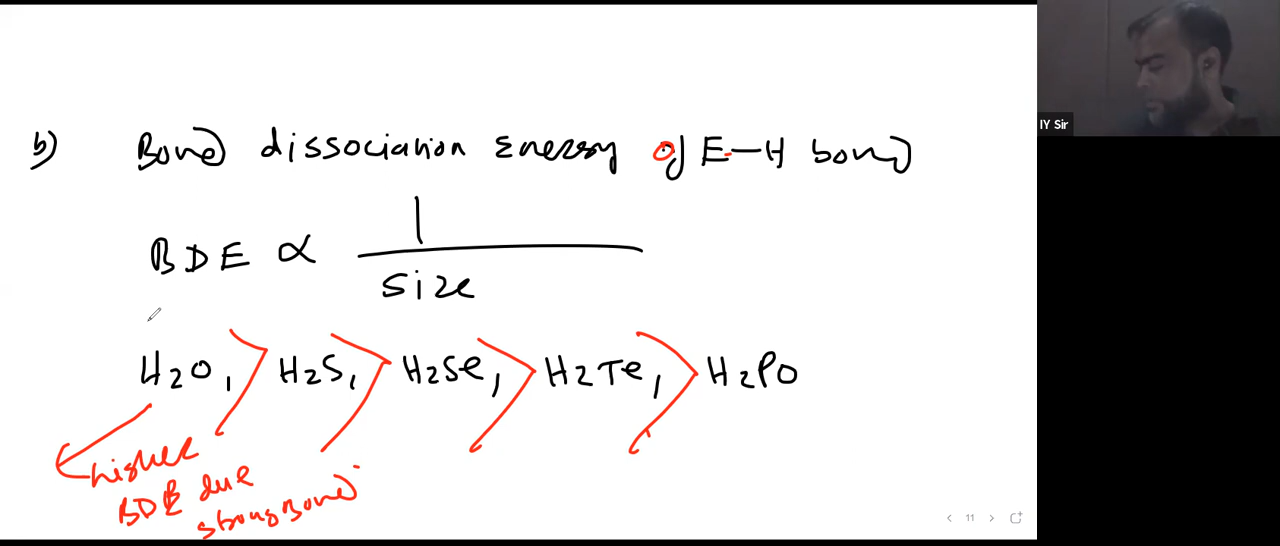 b) Bond dissociation Energy of E-H bond
BDE ∝ 1
size
H2O, > H2S, > H2Se, > H2Te, > H2Po
higher
BDE due
strong Bond
IY Sir
11